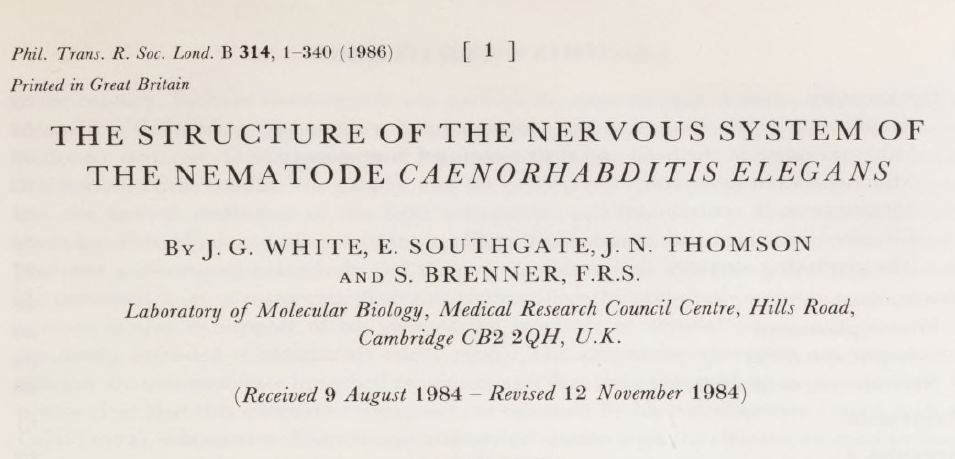 Phil. Trans. R. Soc. Lond. B 314, 1–340 (1986) [ 1 ]
Printed in Great Britain
THE STRUCTURE OF THE NERVOUS SYSTEM OF
THE NEMATODE CAENORHABDITIS ELEGANS
By J. G. WHITE, E. SOUTHGATE, J. N. THOMSON
AND S. BRENNER, F.R.S.
Laboratory of Molecular Biology, Medical Research Council Centre, Hills Road,
Cambridge CB2 2QH, U.K.
(Received 9 August 1984 – Revised 12 November 1984)